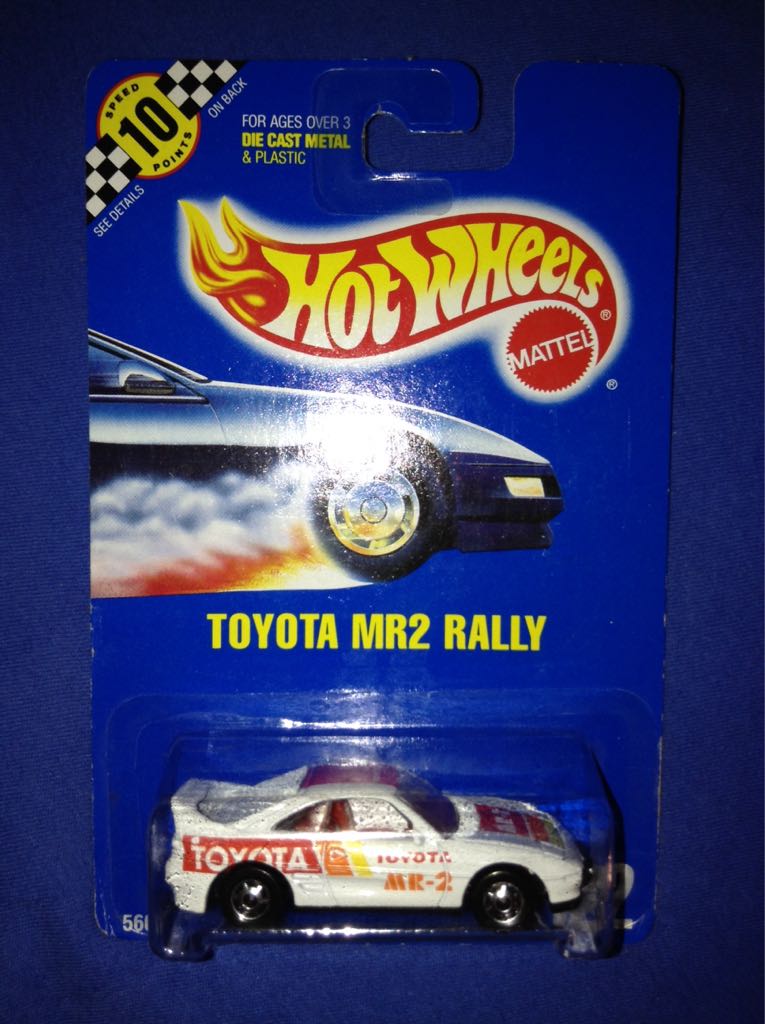 SPEED
10
POINTS
ON BACK
SEE DETAILS
FOR AGES OVER 3
DIE CAST METAL
& PLASTIC
Hot Wheels
®
MATTEL
®
TOYOTA MR2 RALLY
TOYOTA
TOYOTA
MR-2